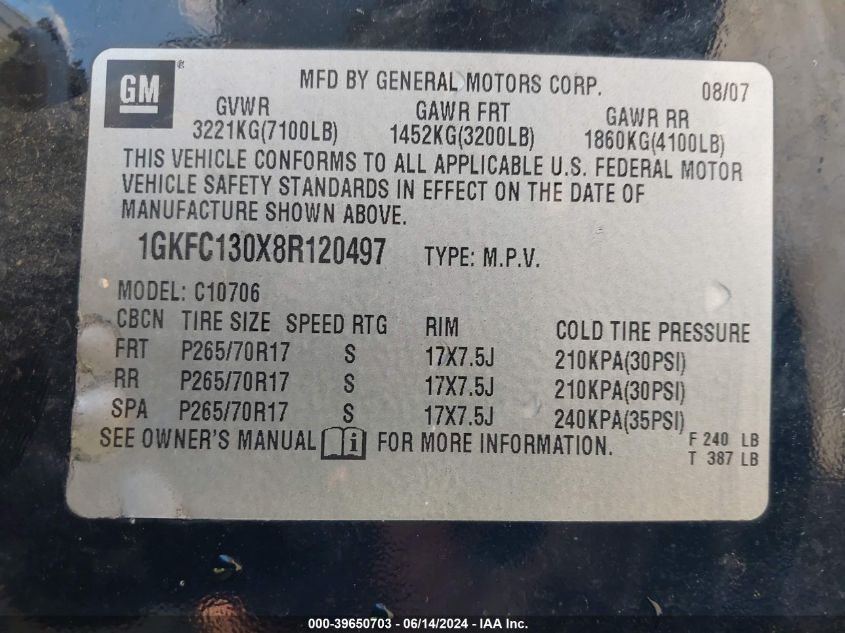 GM ®
MFD BY GENERAL MOTORS CORP. 08/07
GVWR GAWR FRT GAWR RR
3221KG(7100LB) 1452KG(3200LB) 1860KG(4100LB)
THIS VEHICLE CONFORMS TO ALL APPLICABLE U.S. FEDERAL MOTOR
VEHICLE SAFETY STANDARDS IN EFFECT ON THE DATE OF
MANUFACTURE SHOWN ABOVE.
1GKFC130X8R120497 TYPE: M.P.V.
MODEL: C10706
CBCN TIRE SIZE SPEED RTG RIM COLD TIRE PRESSURE
FRT P265/70R17 S 17X7.5J 210KPA(30PSI)
RR P265/70R17 S 17X7.5J 210KPA(30PSI)
SPA P265/70R17 S 17X7.5J 240KPA(35PSI)
SEE OWNER'S MANUAL i FOR MORE INFORMATION.
F 240 LB
T 387 LB
000-39650703 - 06/14/2024 - IAA Inc.